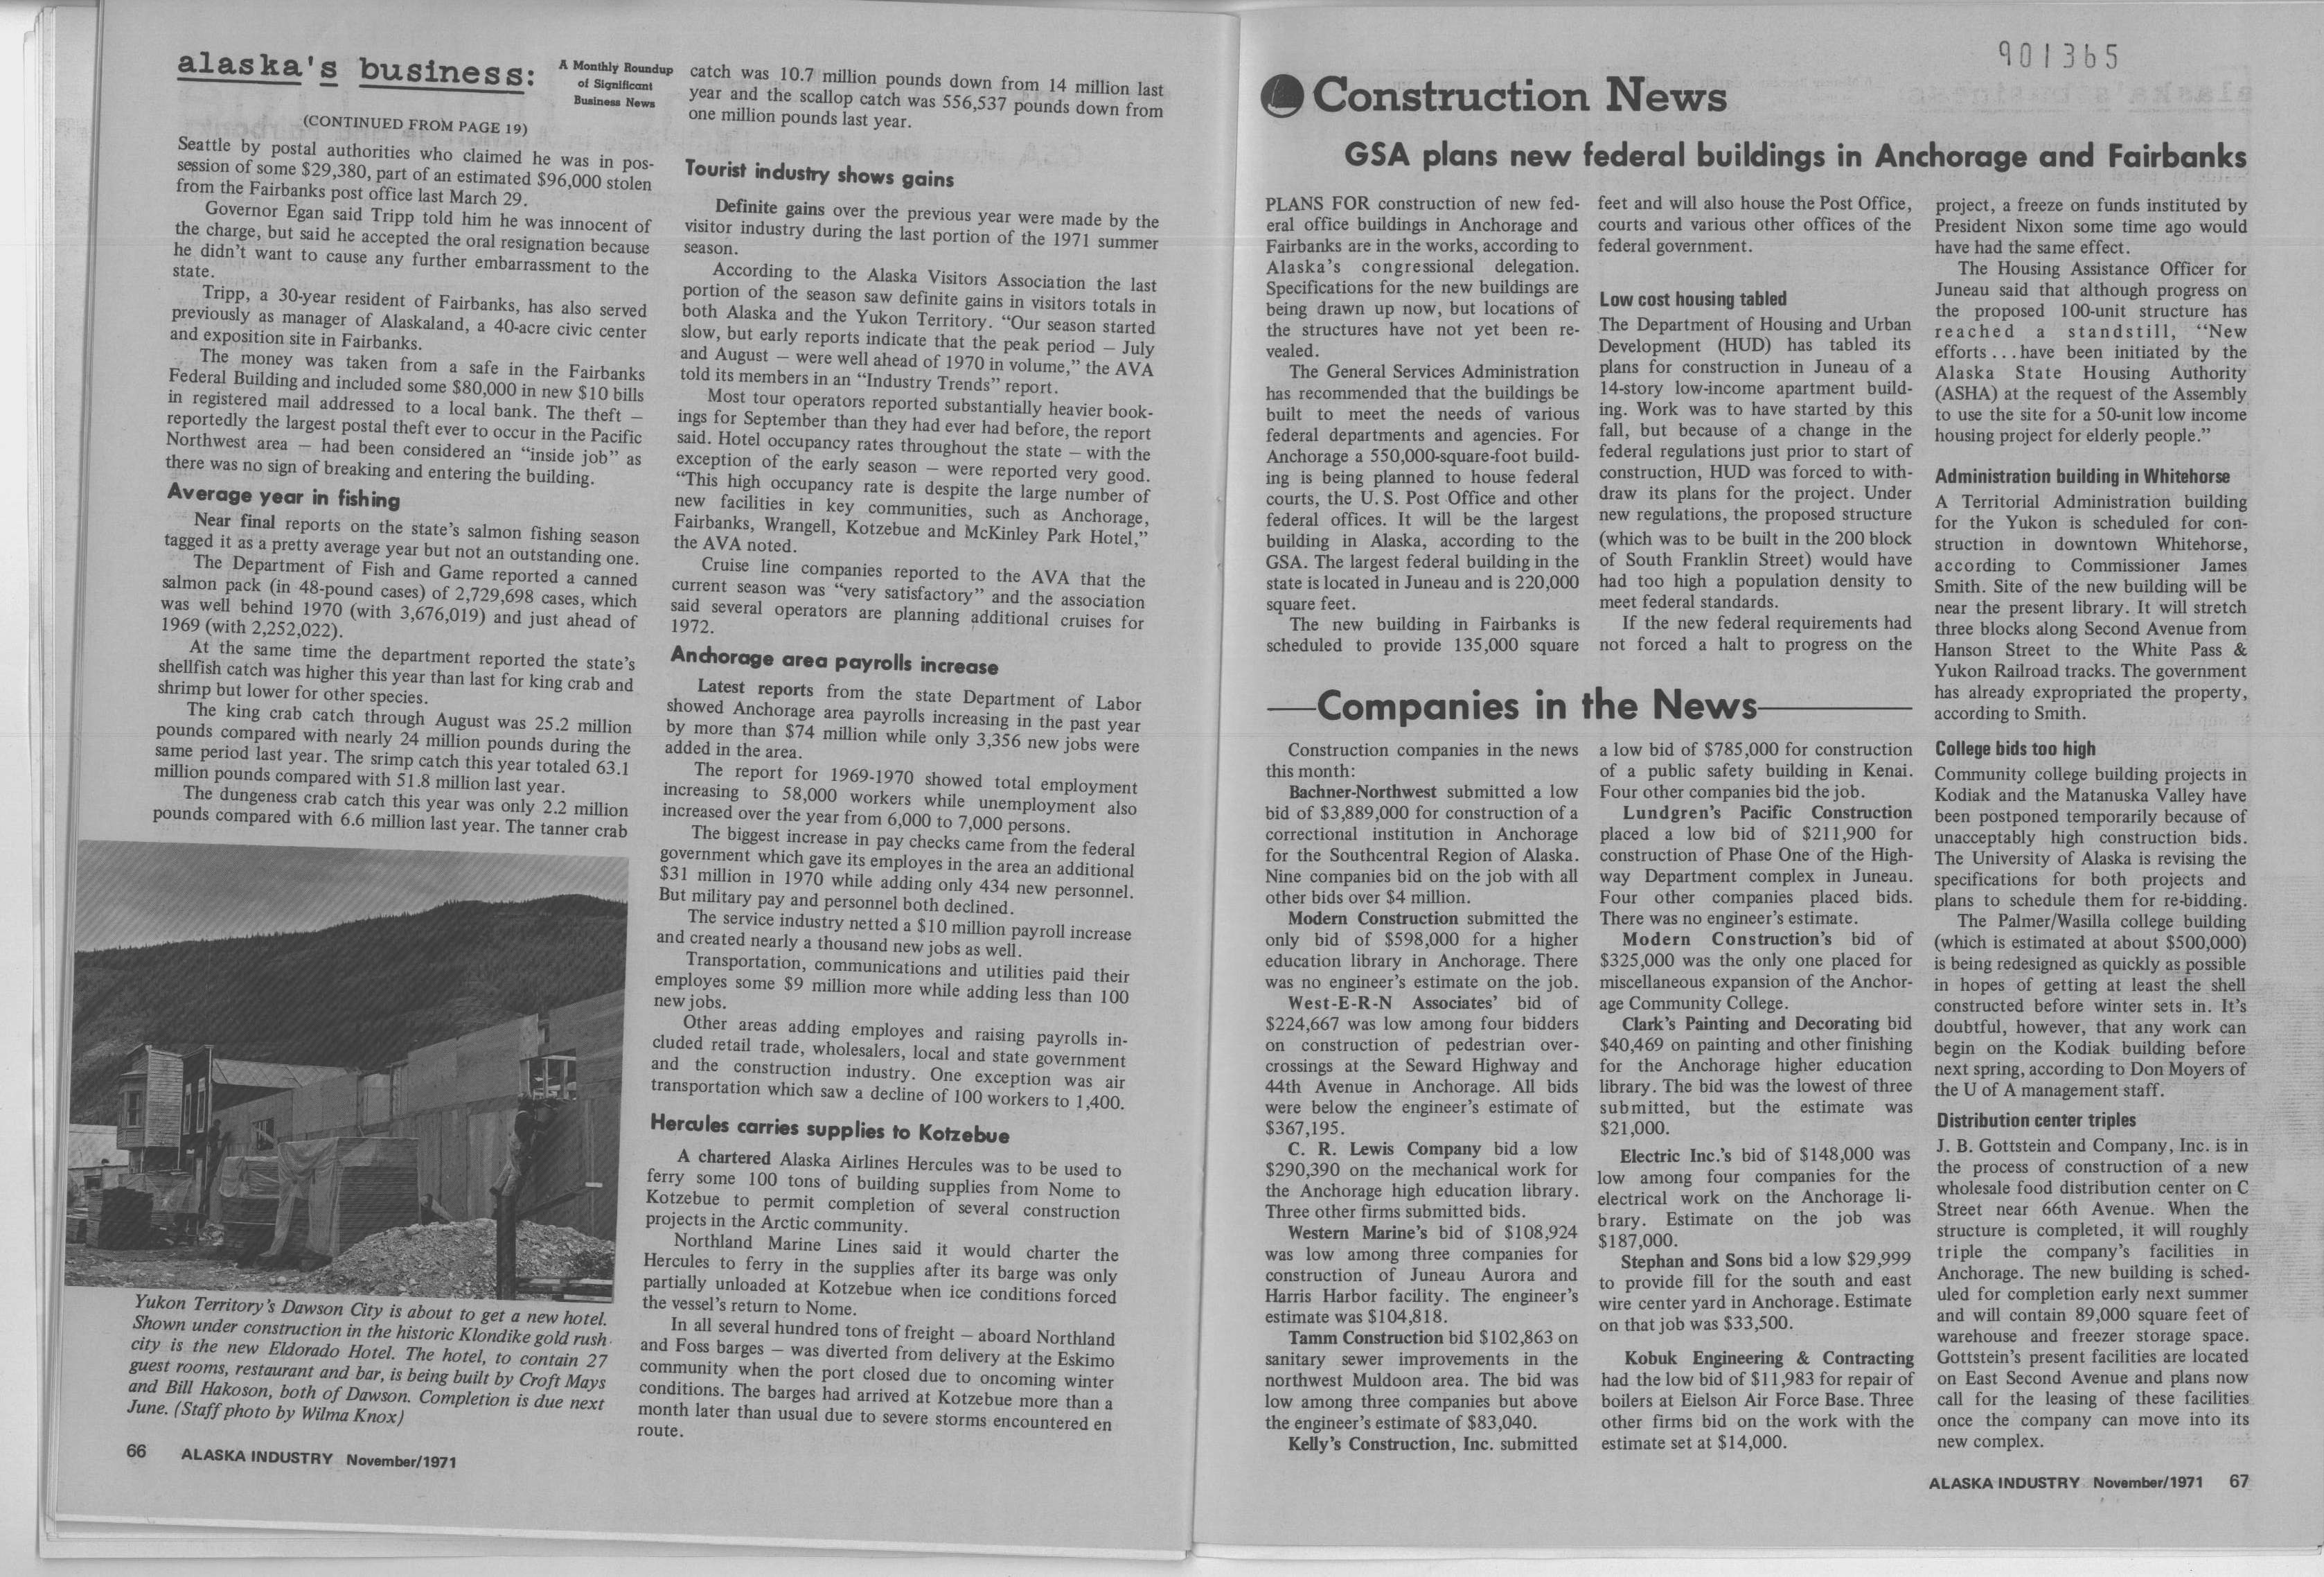 alaska's business:
A Monthly Roundup
of Significant
Business News
(CONTINUED FROM PAGE 19)
Seattle by postal authorities who claimed he was in pos-
session of some $29,380, part of an estimated $96,000 stolen
from the Fairbanks post office last March 29.
Governor Egan said Tripp told him he was innocent of
the charge, but said he accepted the oral resignation because
he didn't want to cause any further embarrassment to the
state.
Tripp, a 30-year resident of Fairbanks, has also served
previously as manager of Alaskaland, a 40-acre civic center
and exposition site in Fairbanks.
The money was taken from a safe in the Fairbanks
Federal Building and included some $80,000 in new $10 bills
in registered mail addressed to a local bank. The theft —
reportedly the largest postal theft ever to occur in the Pacific
Northwest area — had been considered an “inside job” as
there was no sign of breaking and entering the building.
Average year in fishing
Near final reports on the state's salmon fishing season
tagged it as a pretty average year but not an outstanding one.
The Department of Fish and Game reported a canned
salmon pack (in 48-pound cases) of 2,729,698 cases, which
was well behind 1970 (with 3,676,019) and just ahead of
1969 (with 2,252,022).
At the same time the department reported the state's
shellfish catch was higher this year than last for king crab and
shrimp but lower for other species.
The king crab catch through August was 25.2 million
pounds compared with nearly 24 million pounds during the
same period last year. The srimp catch this year totaled 63.1
million pounds compared with 51.8 million last year.
The dungeness crab catch this year was only 2.2 million
pounds compared with 6.6 million last year. The tanner crab
Yukon Territory's Dawson City is about to get a new hotel.
Shown under construction in the historic Klondike gold rush
city is the new Eldorado Hotel. The hotel, to contain 27
guest rooms, restaurant and bar, is being built by Croft Mays
and Bill Hakoson, both of Dawson. Completion is due next
June. (Staff photo by Wilma Knox)
66 ALASKA INDUSTRY November/1971
catch was 10.7 million pounds down from 14 million last
year and the scallop catch was 556,537 pounds down from
one million pounds last year.
Tourist industry shows gains
Definite gains over the previous year were made by the
visitor industry during the last portion of the 1971 summer
season.
According to the Alaska Visitors Association the last
portion of the season saw definite gains in visitors totals in
both Alaska and the Yukon Territory. “Our season started
slow, but early reports indicate that the peak period — July
and August — were well ahead of 1970 in volume,” the AVA
told its members in an “Industry Trends” report.
Most tour operators reported substantially heavier book-
ings for September than they had ever had before, the report
said. Hotel occupancy rates throughout the state — with the
exception of the early season — were reported very good.
“This high occupancy rate is despite the large number of
new facilities in key communities, such as Anchorage,
Fairbanks, Wrangell, Kotzebue and McKinley Park Hotel,”
the AVA noted.
Cruise line companies reported to the AVA that the
current season was “very satisfactory” and the association
said several operators are planning additional cruises for
1972.
Anchorage area payrolls increase
Latest reports from the state Department of Labor
showed Anchorage area payrolls increasing in the past year
by more than $74 million while only 3,356 new jobs were
added in the area.
The report for 1969-1970 showed total employment
increasing to 58,000 workers while unemployment also
increased over the year from 6,000 to 7,000 persons.
The biggest increase in pay checks came from the federal
government which gave its employes in the area an additional
$31 million in 1970 while adding only 434 new personnel.
But military pay and personnel both declined.
The service industry netted a $10 million payroll increase
and created nearly a thousand new jobs as well.
Transportation, communications and utilities paid their
employes some $9 million more while adding less than 100
new jobs.
Other areas adding employes and raising payrolls in-
cluded retail trade, wholesalers, local and state government
and the construction industry. One exception was air
transportation which saw a decline of 100 workers to 1,400.
Hercules carries supplies to Kotzebue
A chartered Alaska Airlines Hercules was to be used to
ferry some 100 tons of building supplies from Nome to
Kotzebue to permit completion of several construction
projects in the Arctic community.
Northland Marine Lines said it would charter the
Hercules to ferry in the supplies after its barge was only
partially unloaded at Kotzebue when ice conditions forced
the vessel's return to Nome.
In all several hundred tons of freight — aboard Northland
and Foss barges — was diverted from delivery at the Eskimo
community when the port closed due to oncoming winter
conditions. The barges had arrived at Kotzebue more than a
month later than usual due to severe storms encountered en
route.
901365
Construction News
GSA plans new federal buildings in Anchorage and Fairbanks
PLANS FOR construction of new fed-
eral office buildings in Anchorage and
Fairbanks are in the works, according to
Alaska's congressional delegation.
Specifications for the new buildings are
being drawn up now, but locations of
the structures have not yet been re-
vealed.
The General Services Administration
has recommended that the buildings be
built to meet the needs of various
federal departments and agencies. For
Anchorage a 550,000-square-foot build-
ing is being planned to house federal
courts, the U. S. Post Office and other
federal offices. It will be the largest
building in Alaska, according to the
GSA. The largest federal building in the
state is located in Juneau and is 220,000
square feet.
The new building in Fairbanks is
scheduled to provide 135,000 square
feet and will also house the Post Office,
courts and various other offices of the
federal government.
Low cost housing tabled
The Department of Housing and Urban
Development (HUD) has tabled its
plans for construction in Juneau of a
14-story low-income apartment build-
ing. Work was to have started by this
fall, but because of a change in the
federal regulations just prior to start of
construction, HUD was forced to with-
draw its plans for the project. Under
new regulations, the proposed structure
(which was to be built in the 200 block
of South Franklin Street) would have
had too high a population density to
meet federal standards.
If the new federal requirements had
not forced a halt to progress on the
project, a freeze on funds instituted by
President Nixon some time ago would
have had the same effect.
The Housing Assistance Officer for
Juneau said that although progress on
the proposed 100-unit structure has
reached a standstill, “New
efforts . . . have been initiated by the
Alaska State Housing Authority
(ASHA) at the request of the Assembly
to use the site for a 50-unit low income
housing project for elderly people.”
Administration building in Whitehorse
A Territorial Administration building
for the Yukon is scheduled for con-
struction in downtown Whitehorse,
according to Commissioner James
Smith. Site of the new building will be
near the present library. It will stretch
three blocks along Second Avenue from
Hanson Street to the White Pass &
Yukon Railroad tracks. The government
has already expropriated the property,
according to Smith.
College bids too high
Community college building projects in
Kodiak and the Matanuska Valley have
been postponed temporarily because of
unacceptably high construction bids.
The University of Alaska is revising the
specifications for both projects and
plans to schedule them for re-bidding.
The Palmer/Wasilla college building
(which is estimated at about $500,000)
is being redesigned as quickly as possible
in hopes of getting at least the shell
constructed before winter sets in. It's
doubtful, however, that any work can
begin on the Kodiak building before
next spring, according to Don Moyers of
the U of A management staff.
Distribution center triples
J. B. Gottstein and Company, Inc. is in
the process of construction of a new
wholesale food distribution center on C
Street near 66th Avenue. When the
structure is completed, it will roughly
triple the company's facilities in
Anchorage. The new building is sched-
uled for completion early next summer
and will contain 89,000 square feet of
warehouse and freezer storage space.
Gottstein's present facilities are located
on East Second Avenue and plans now
call for the leasing of these facilities
once the company can move into its
new complex.
Companies in the News
Construction companies in the news
this month:
Bachner-Northwest submitted a low
bid of $3,889,000 for construction of a
correctional institution in Anchorage
for the Southcentral Region of Alaska.
Nine companies bid on the job with all
other bids over $4 million.
Modern Construction submitted the
only bid of $598,000 for a higher
education library in Anchorage. There
was no engineer's estimate on the job.
West-E-R-N Associates' bid of
$224,667 was low among four bidders
on construction of pedestrian over-
crossings at the Seward Highway and
44th Avenue in Anchorage. All bids
were below the engineer's estimate of
$367,195.
C. R. Lewis Company bid a low
$290,390 on the mechanical work for
the Anchorage high education library.
Three other firms submitted bids.
Western Marine's bid of $108,924
was low among three companies for
construction of Juneau Aurora and
Harris Harbor facility. The engineer's
estimate was $104,818.
Tamm Construction bid $102,863 on
sanitary sewer improvements in the
northwest Muldoon area. The bid was
low among three companies but above
the engineer's estimate of $83,040.
Kelly's Construction, Inc. submitted
a low bid of $785,000 for construction
of a public safety building in Kenai.
Four other companies bid the job.
Lundgren's Pacific Construction
placed a low bid of $211,900 for
construction of Phase One of the High-
way Department complex in Juneau.
Four other companies placed bids.
There was no engineer's estimate.
Modern Construction's bid of
$325,000 was the only one placed for
miscellaneous expansion of the Anchor-
age Community College.
Clark's Painting and Decorating bid
$40,469 on painting and other finishing
for the Anchorage higher education
library. The bid was the lowest of three
submitted, but the estimate was
$21,000.
Electric Inc.'s bid of $148,000 was
low among four companies for the
electrical work on the Anchorage li-
brary. Estimate on the job was
$187,000.
Stephan and Sons bid a low $29,999
to provide fill for the south and east
wire center yard in Anchorage. Estimate
on that job was $33,500.
Kobuk Engineering & Contracting
had the low bid of $11,983 for repair of
boilers at Eielson Air Force Base. Three
other firms bid on the work with the
estimate set at $14,000.
ALASKA INDUSTRY November/1971 67